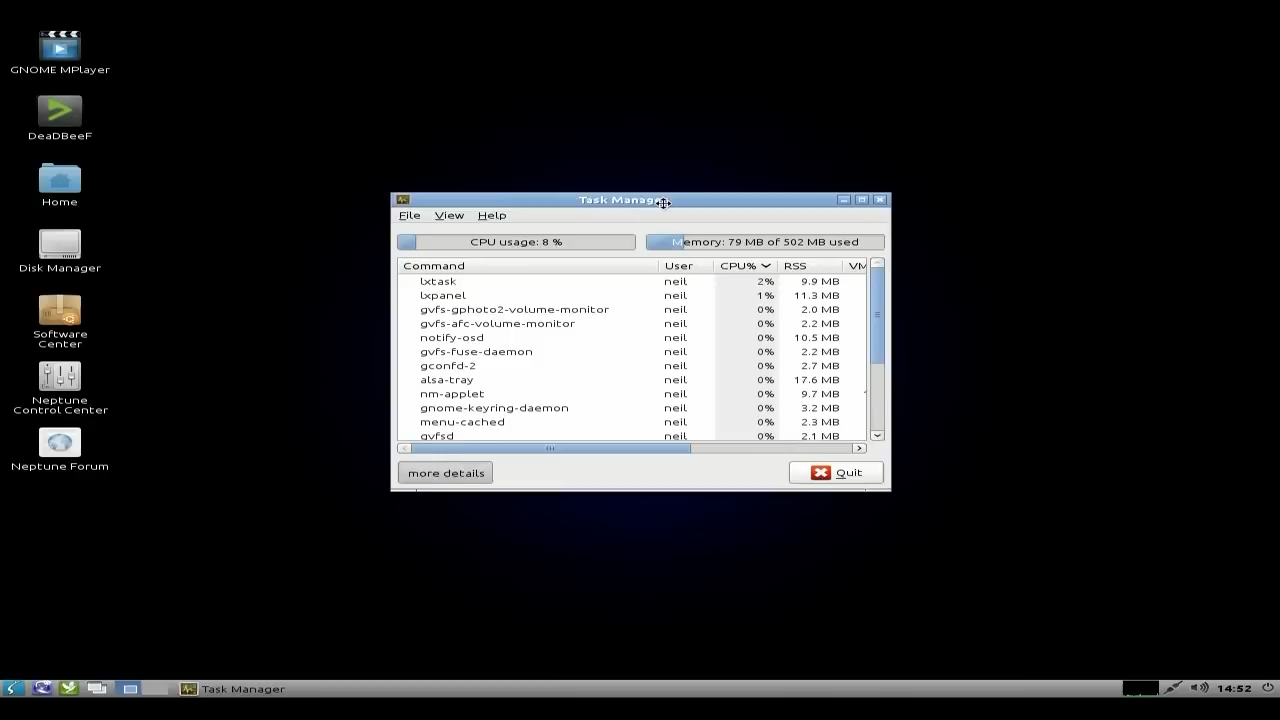 GNOME MPlayer
DeaDBeeF
Home
Disk Manager
Software
Center
Neptune
Control Center
Neptune Forum
Task Manager
File View Help
CPU usage: 8 %
Memory: 79 MB of 502 MB used
Command User CPU% RSS VM
lxtask neil 2% 9.9 MB
lxpanel neil 1% 11.3 MB
gvfs-gphoto2-volume-monitor neil 0% 2.0 MB
gvfs-afc-volume-monitor neil 0% 2.2 MB
notify-osd neil 0% 10.5 MB
gvfs-fuse-daemon neil 0% 2.2 MB
gconfd-2 neil 0% 2.7 MB
alsa-tray neil 0% 17.6 MB
nm-applet neil 0% 9.7 MB
gnome-keyring-daemon neil 0% 3.2 MB
menu-cached neil 0% 2.3 MB
gvfsd neil 0% 2.1 MB
more details Quit
Task Manager 14:52